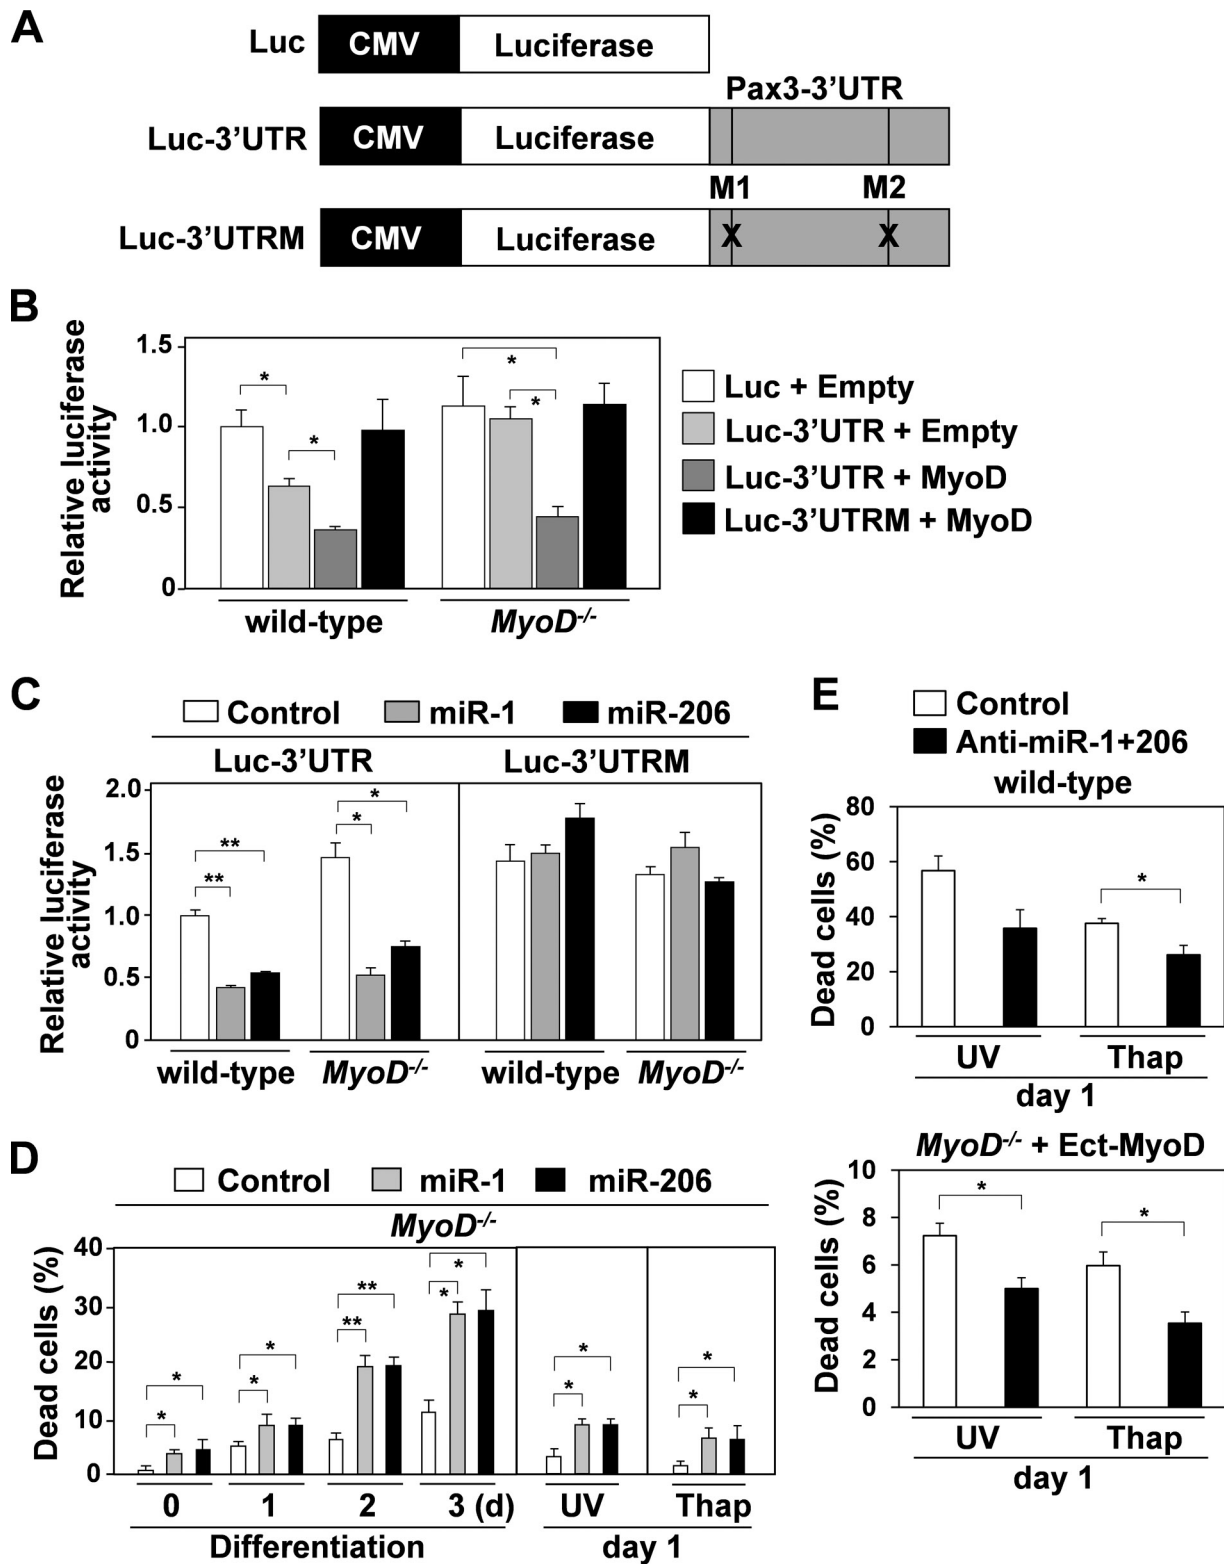 A
Luc
CMV
Luciferase
Pax3-3’UTR
Luc-3’UTR
CMV
Luciferase
M1
M2
Luc-3’UTRM
CMV
Luciferase
X
X
B
Relative luciferase
activity
1.5
1.0
0.5
0
*
*
*
*
wild-type
MyoD-/-
Luc + Empty
Luc-3’UTR + Empty
Luc-3’UTR + MyoD
Luc-3’UTRM + MyoD
C
Control
miR-1
miR-206
Luc-3’UTR
Luc-3’UTRM
Relative luciferase
activity
2.0
1.5
1.0
0.5
0
**
**
*
*
wild-type
MyoD-/-
wild-type
MyoD-/-
D
Control
miR-1
miR-206
MyoD-/-
Dead cells (%)
40
30
20
10
0
*
*
*
*
**
**
*
*
*
*
*
*
0
1
2
3 (d)
Differentiation
UV
Thap
day 1
E
Control
Anti-miR-1+206
wild-type
Dead cells (%)
80
60
40
20
0
*
UV
Thap
day 1
MyoD-/- + Ect-MyoD
Dead cells (%)
10
8
6
4
2
0
*
*
UV
Thap
day 1